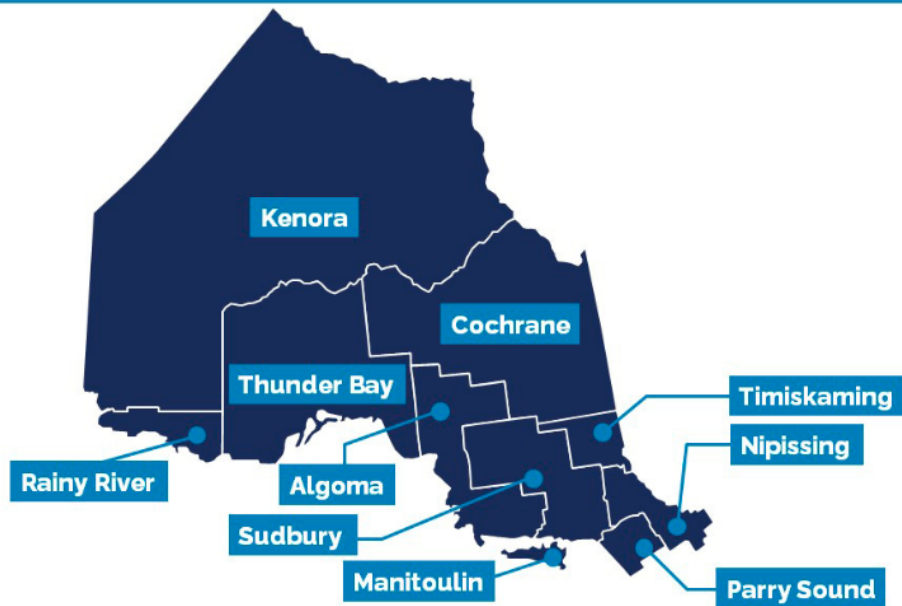 Kenora
Cochrane
Thunder Bay
Timiskaming
Nipissing
Rainy River
Algoma
Sudbury
Manitoulin
Parry Sound